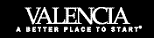 VALENCIA
A BETTER PLACE TO START®